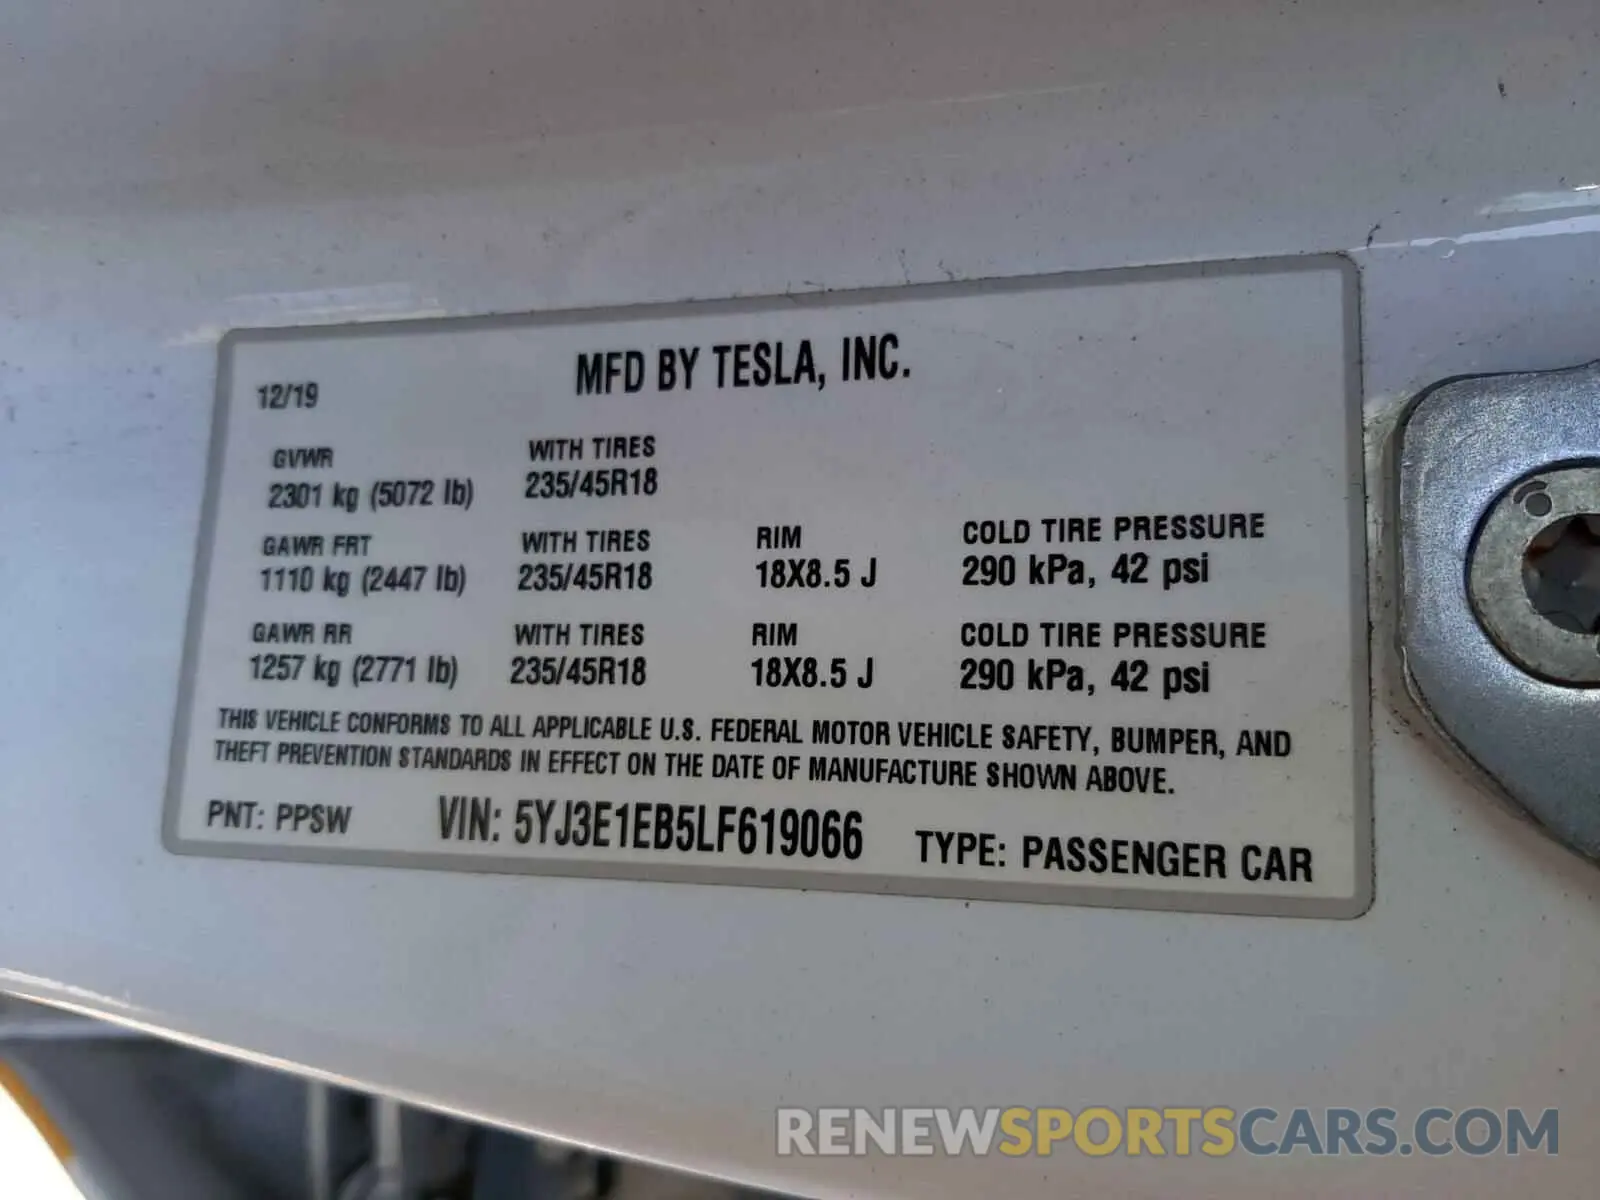 MFD BY TESLA, INC.
12/19
GVWR WITH TIRES
2301 kg (5072 lb) 235/45R18
GAWR FRT WITH TIRES RIM COLD TIRE PRESSURE
1110 kg (2447 lb) 235/45R18 18X8.5 J 290 kPa, 42 psi
GAWR RR WITH TIRES RIM COLD TIRE PRESSURE
1257 kg (2771 lb) 235/45R18 18X8.5 J 290 kPa, 42 psi
THIS VEHICLE CONFORMS TO ALL APPLICABLE U.S. FEDERAL MOTOR VEHICLE SAFETY, BUMPER, AND
THEFT PREVENTION STANDARDS IN EFFECT ON THE DATE OF MANUFACTURE SHOWN ABOVE.
PNT: PPSW VIN: 5YJ3E1EB5LF619066 TYPE: PASSENGER CAR
RENEWSPORTSCARS.COM